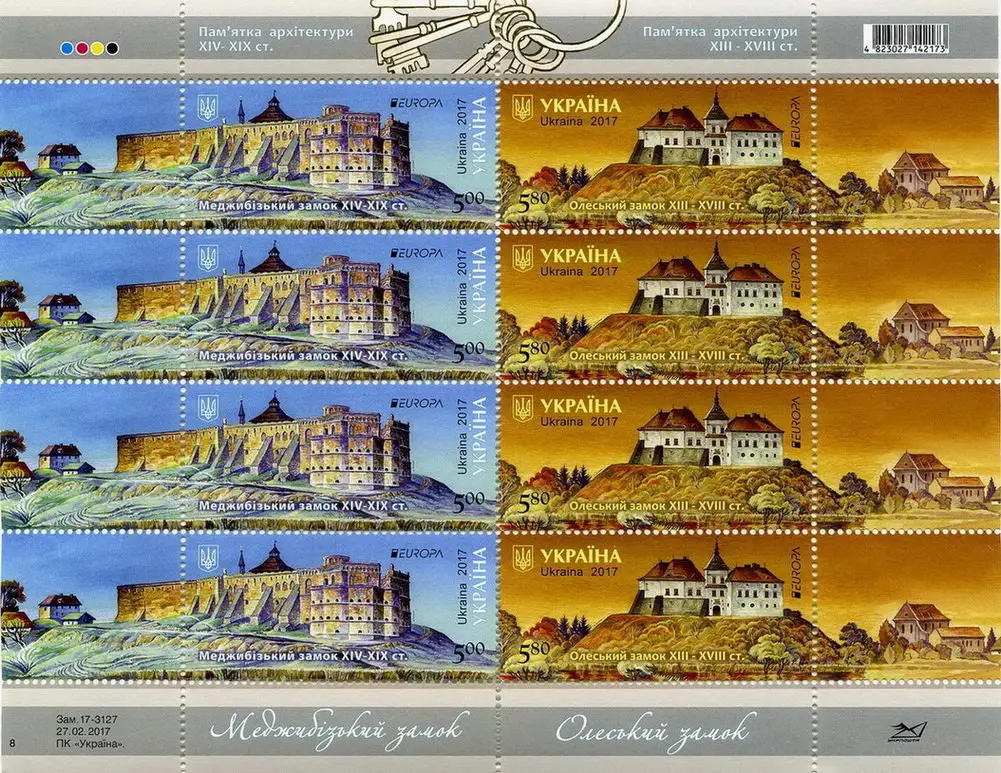 Пам'ятка архітектури
XIV- XIX ст.
Пам'ятка архітектури
XIII - XVIII ст.
4 823027 142173
EUROPA
Ukraina 2017
УКРАЇНА
Меджибізький замок XIV-XIX ст.
5.00
УКРАЇНА
Ukraina 2017
EUROPA
5.80
Олеський замок XIII - XVIII ст.
EUROPA
Ukraina 2017
УКРАЇНА
Меджибізький замок XIV-XIX ст.
5.00
УКРАЇНА
Ukraina 2017
EUROPA
5.80
Олеський замок XIII - XVIII ст.
EUROPA
Ukraina 2017
УКРАЇНА
Меджибізький замок XIV-XIX ст.
5.00
УКРАЇНА
Ukraina 2017
EUROPA
5.80
Олеський замок XIII - XVIII ст.
EUROPA
Ukraina 2017
УКРАЇНА
Меджибізький замок XIV-XIX ст.
5.00
УКРАЇНА
Ukraina 2017
EUROPA
5.80
Олеський замок XIII - XVIII ст.
Зам.17-3127
27.02. 2017
8 ПК «Україна».
Меджибізький замок
Олеський замок
УКРПОШТА